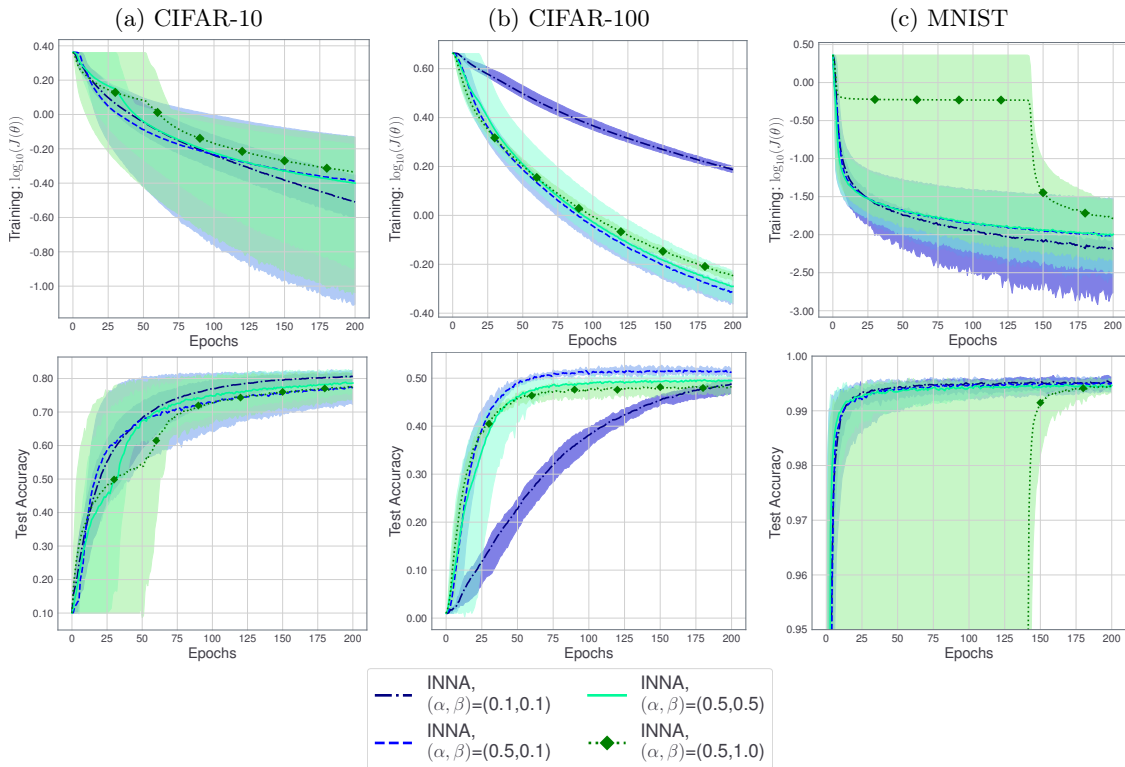 (a) CIFAR-10
(b) CIFAR-100
(c) MNIST
Training: log10(J(θ))
0.40
0.20
0.00
-0.20
-0.40
-0.60
-0.80
-1.00
0 25 50 75 100 125 150 175 200
Epochs
Training: log10(J(θ))
0.60
0.40
0.20
0.00
-0.20
-0.40
0 25 50 75 100 125 150 175 200
Epochs
Training: log10(J(θ))
0.50
0.00
-0.50
-1.00
-1.50
-2.00
-2.50
-3.00
0 25 50 75 100 125 150 175 200
Epochs
Test Accuracy
0.80
0.70
0.60
0.50
0.40
0.30
0.20
0.10
0 25 50 75 100 125 150 175 200
Epochs
Test Accuracy
0.50
0.40
0.30
0.20
0.10
0.00
0 25 50 75 100 125 150 175 200
Epochs
Test Accuracy
1.00
0.99
0.98
0.97
0.96
0.95
0 25 50 75 100 125 150 175 200
Epochs
INNA,
(α, β)=(0.1,0.1)
INNA,
(α, β)=(0.5,0.1)
INNA,
(α, β)=(0.5,0.5)
INNA,
(α, β)=(0.5,1.0)